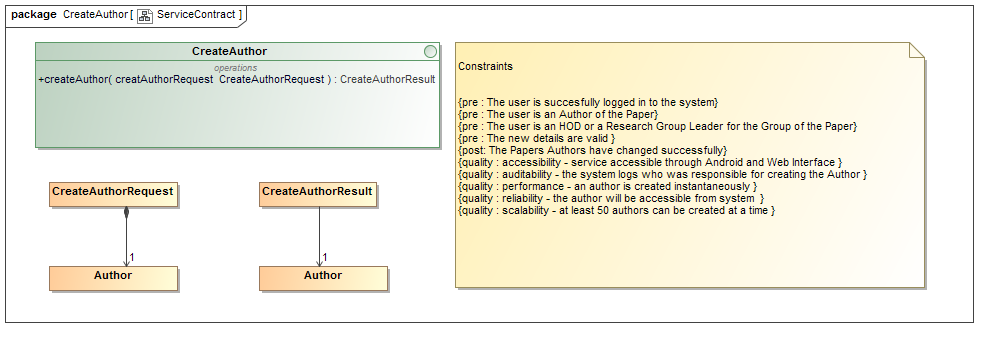 package CreateAuthor [ ServiceContract ]
CreateAuthor
operations
+createAuthor( creatAuthorRequest CreateAuthorRequest ) : CreateAuthorResult
Constraints
{pre : The user is succesfully logged in to the system}
{pre : The user is an Author of the Paper}
{pre : The user is an HOD or a Research Group Leader for the Group of the Paper}
{pre : The new details are valid }
{post: The Papers Authors have changed successfully}
{quality : accessibility - service accessible through Android and Web Interface }
{quality : auditability - the system logs who was responsible for creating the Author }
{quality : performance - an author is created instantaneously }
{quality : reliability - the author will be accessible from system  }
{quality : scalability - at least 50 authors can be created at a time }
CreateAuthorRequest
1
Author
CreateAuthorResult
1
Author